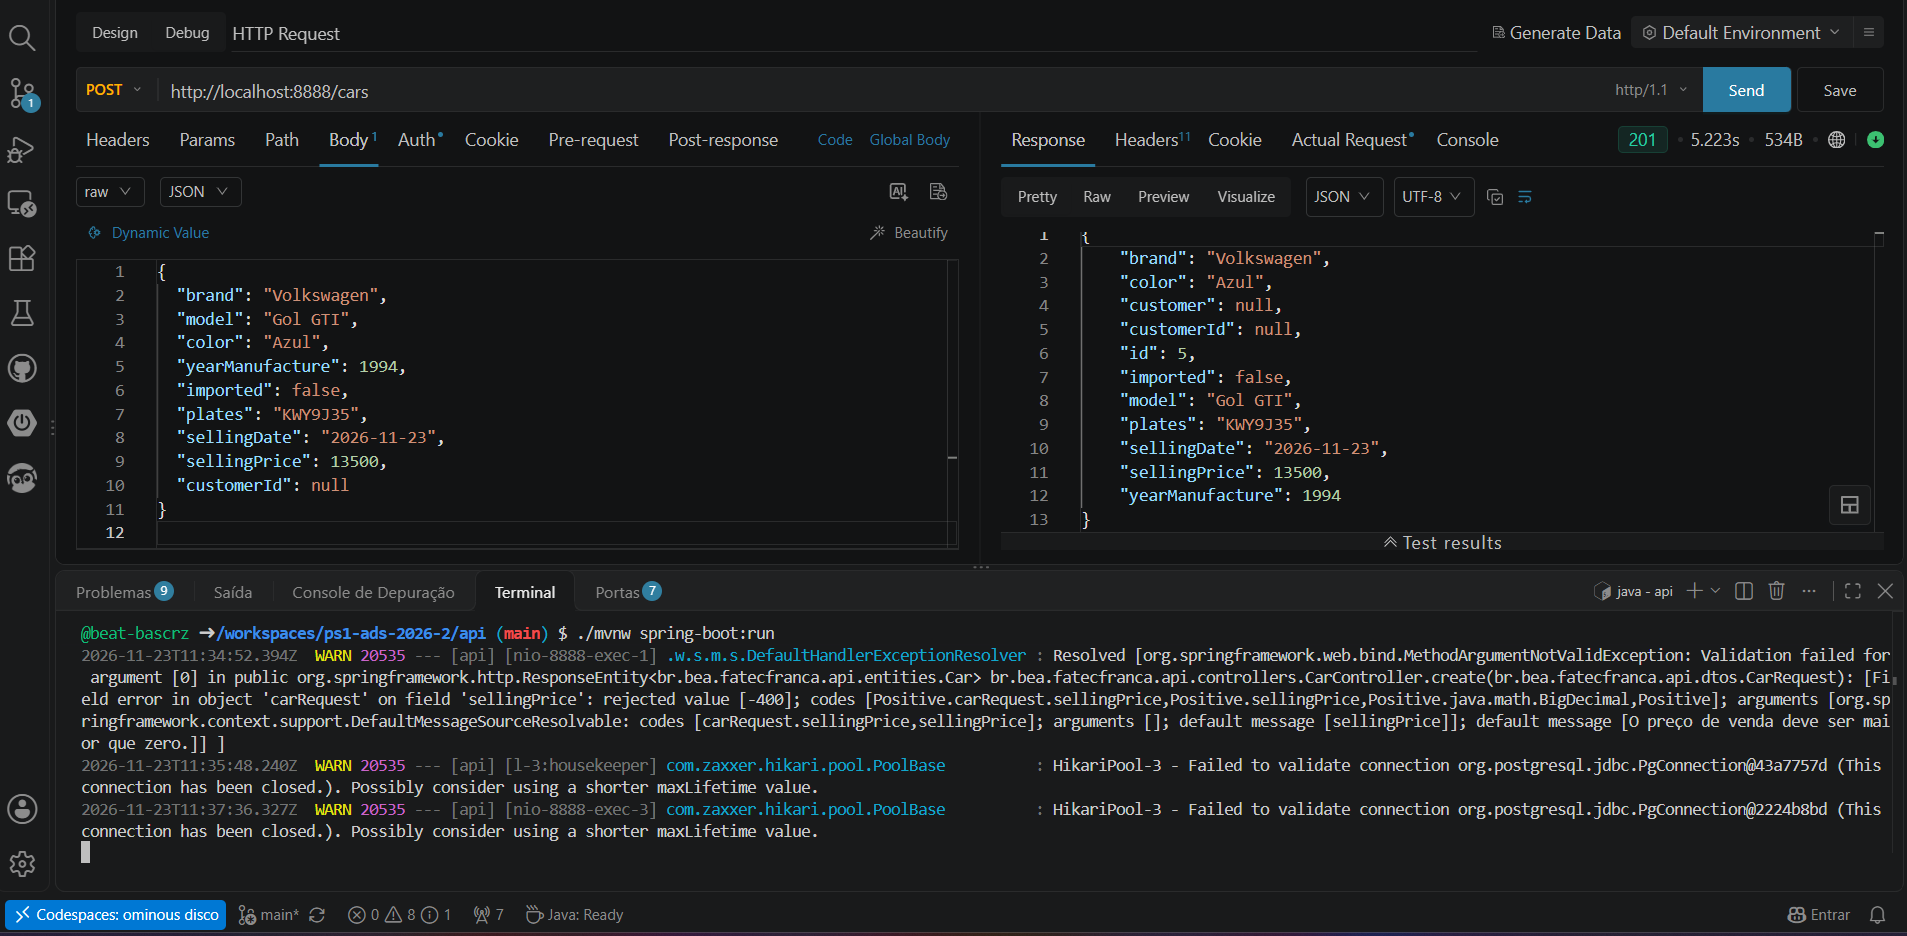 Design Debug HTTP Request Generate Data Default Environment
POST http://localhost:8888/cars http/1.1 Send Save
Headers Params Path Body 1 Auth Cookie Pre-request Post-response Code Global Body
raw JSON
Dynamic Value Beautify
1 {
2 "brand": "Volkswagen",
3 "model": "Gol GTI",
4 "color": "Azul",
5 "yearManufacture": 1994,
6 "imported": false,
7 "plates": "KWY9J35",
8 "sellingDate": "2026-11-23",
9 "sellingPrice": 13500,
10 "customerId": null
11 }
12
Response Headers 11 Cookie Actual Request Console 201 5.223s 534B
Pretty Raw Preview Visualize JSON UTF-8
1 {
2 "brand": "Volkswagen",
3 "color": "Azul",
4 "customer": null,
5 "customerId": null,
6 "id": 5,
7 "imported": false,
8 "model": "Gol GTI",
9 "plates": "KWY9J35",
10 "sellingDate": "2026-11-23",
11 "sellingPrice": 13500,
12 "yearManufacture": 1994
13 }
Test results
1
Problemas 9 Saída Console de Depuração Terminal Portas 7 java - api
@beat-bascrz ➜/workspaces/ps1-ads-2026-2/api (main) $ ./mvnw spring-boot:run
2026-11-23T11:34:52.394Z WARN 20535 --- [api] [nio-8888-exec-1] .w.s.m.s.DefaultHandlerExceptionResolver : Resolved [org.springframework.web.bind.MethodArgumentNotValidException: Validation failed for
argument [0] in public org.springframework.http.ResponseEntity<br.bea.fatecfranca.api.entities.Car> br.bea.fatecfranca.api.controllers.CarController.create(br.bea.fatecfranca.api.dtos.CarRequest): [Fi
eld error in object 'carRequest' on field 'sellingPrice': rejected value [-400]; codes [Positive.carRequest.sellingPrice,Positive.sellingPrice,Positive.java.math.BigDecimal,Positive]; arguments [org.sp
ringframework.context.support.DefaultMessageSourceResolvable: codes [carRequest.sellingPrice,sellingPrice]; arguments []; default message [sellingPrice]]; default message [O preço de venda deve ser mai
or que zero.]] ]
2026-11-23T11:35:48.240Z WARN 20535 --- [api] [l-3:housekeeper] com.zaxxer.hikari.pool.PoolBase : HikariPool-3 - Failed to validate connection org.postgresql.jdbc.PgConnection@43a7757d (This
connection has been closed.). Possibly consider using a shorter maxLifetime value.
2026-11-23T11:37:36.327Z WARN 20535 --- [api] [nio-8888-exec-3] com.zaxxer.hikari.pool.PoolBase : HikariPool-3 - Failed to validate connection org.postgresql.jdbc.PgConnection@2224b8bd (This
connection has been closed.). Possibly consider using a shorter maxLifetime value.
Codespaces: ominous disco main* 0 8 1 7 Java: Ready Entrar